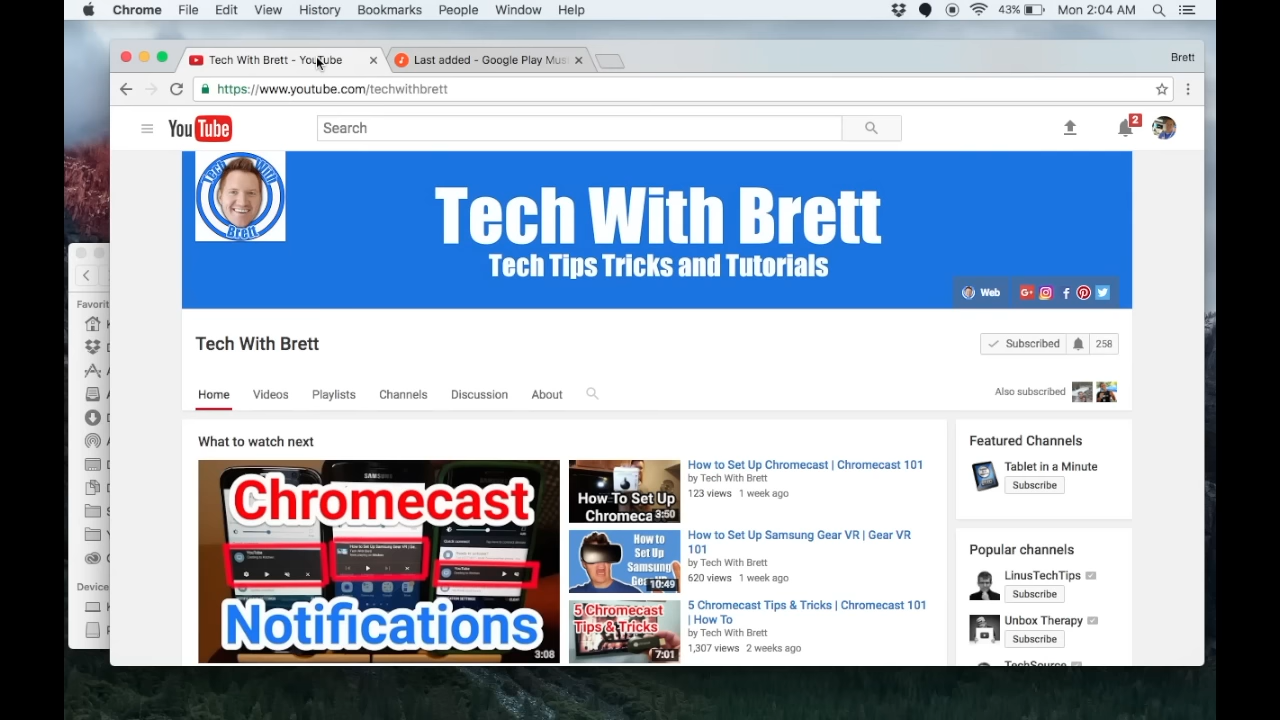 Chrome File Edit View History Bookmarks People Window Help 43% Mon 2:04 AM
Tech With Brett - YouTube Last added - Google Play Mus Brett
https://www.youtube.com/techwithbrett
YouTube Search 2
Tech With Brett
Tech With Brett
Tech Tips Tricks and Tutorials
Web
Favorit
Tech With Brett Subscribed 258
Home Videos Playlists Channels Discussion About Also subscribed
What to watch next
Chromecast
Notifications
3:08
How To Set Up
Chromeca 3:50
How to Set Up Chromecast | Chromecast 101
by Tech With Brett
123 views 1 week ago
How to
Set Up
Samsung
Gear
10:49
How to Set Up Samsung Gear VR | Gear VR
101
by Tech With Brett
620 views 1 week ago
5 Chromecast
Tips & Tricks
7:01
5 Chromecast Tips & Tricks | Chromecast 101
| How To
by Tech With Brett
1,307 views 2 weeks ago
Featured Channels
Tablet in a Minute
Subscribe
Popular channels
LinusTechTips
Subscribe
Unbox Therapy
Subscribe
TechSource
Device